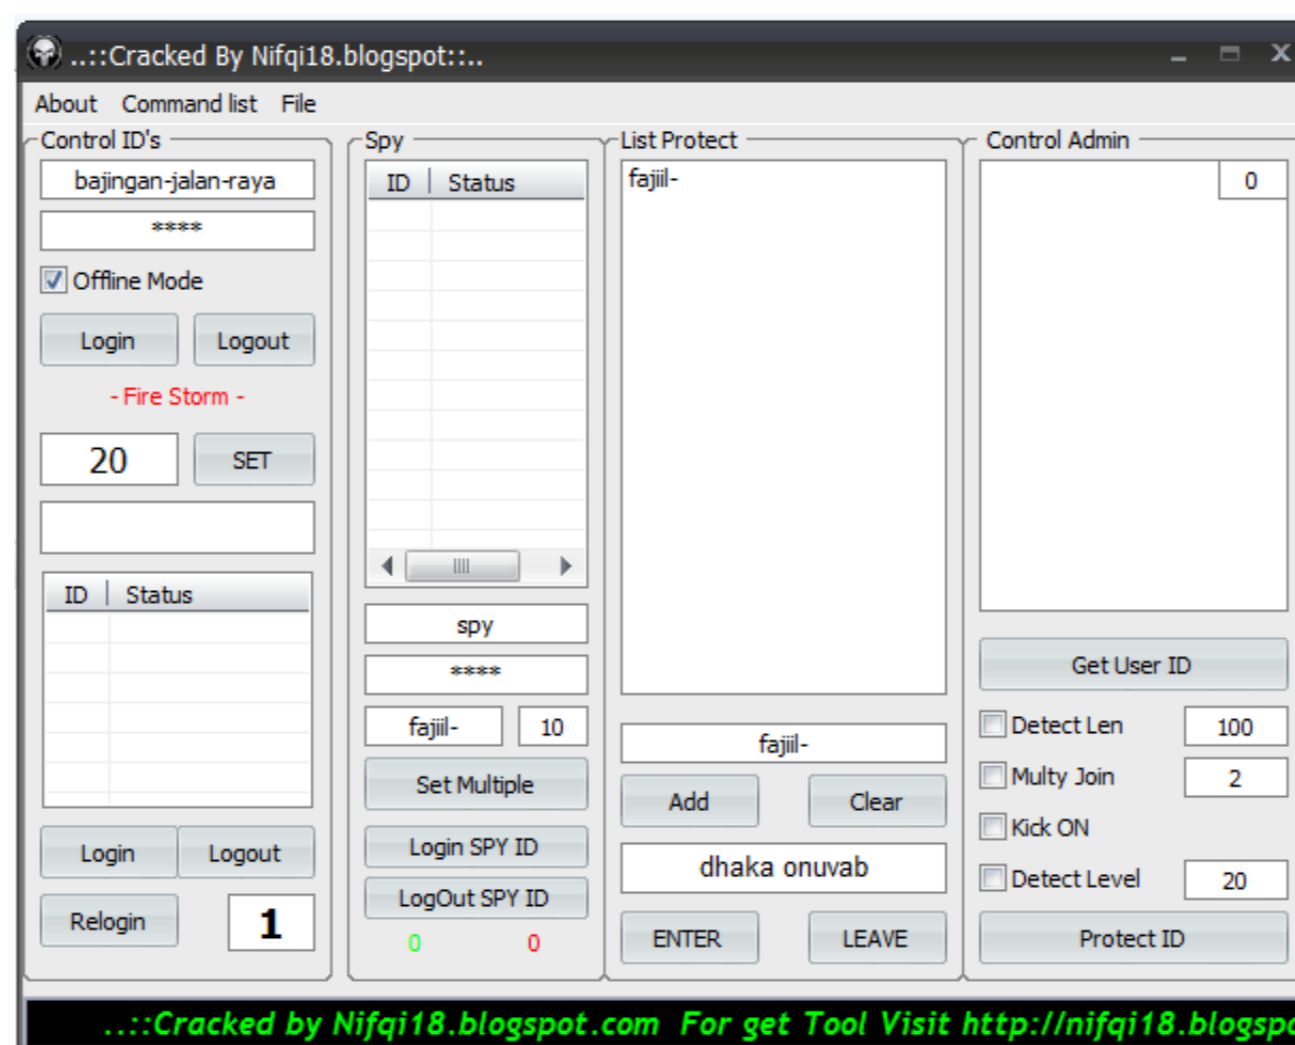 ..::Cracked By Nifqi18.blogspot::..
About Command list File
Control ID's
bajingan-jalan-raya
****
Offline Mode
Login Logout
- Fire Storm -
20 SET
ID Status
Login Logout
Relogin 1
Spy
ID Status
spy
****
fajiil- 10
Set Multiple
Login SPY ID
LogOut SPY ID
0 0
List Protect
fajiil-
fajiil-
Add Clear
dhaka onuvab
ENTER LEAVE
Control Admin
0
Get User ID
Detect Len 100
Multy Join 2
Kick ON
Detect Level 20
Protect ID
..::Cracked by Nifqi18.blogspot.com For get Tool Visit http://nifqi18.blogspo